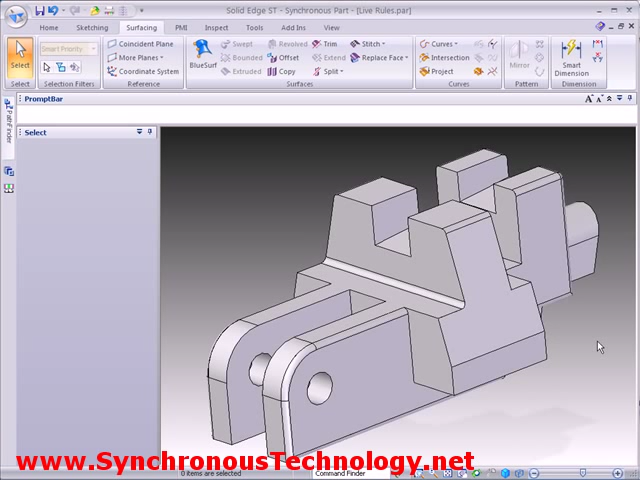 Solid Edge ST - Synchronous Part - [Live Rules.par]
Home Sketching Surfacing PMI Inspect Tools Add Ins View
Select
Select
Smart Priority
Selection Filters
Coincident Plane
More Planes
Coordinate System
Reference
BlueSurf
Swept
Bounded
Extruded
Revolved
Offset
Copy
Trim
Extend
Split
Stitch
Replace Face
Surfaces
Curves
Intersection
Project
Curves
Mirror
Pattern
Smart
Dimension
Dimension
PromptBar
PathFinder
Select
www.SynchronousTechnology.net
0 items are selected
Command Finder